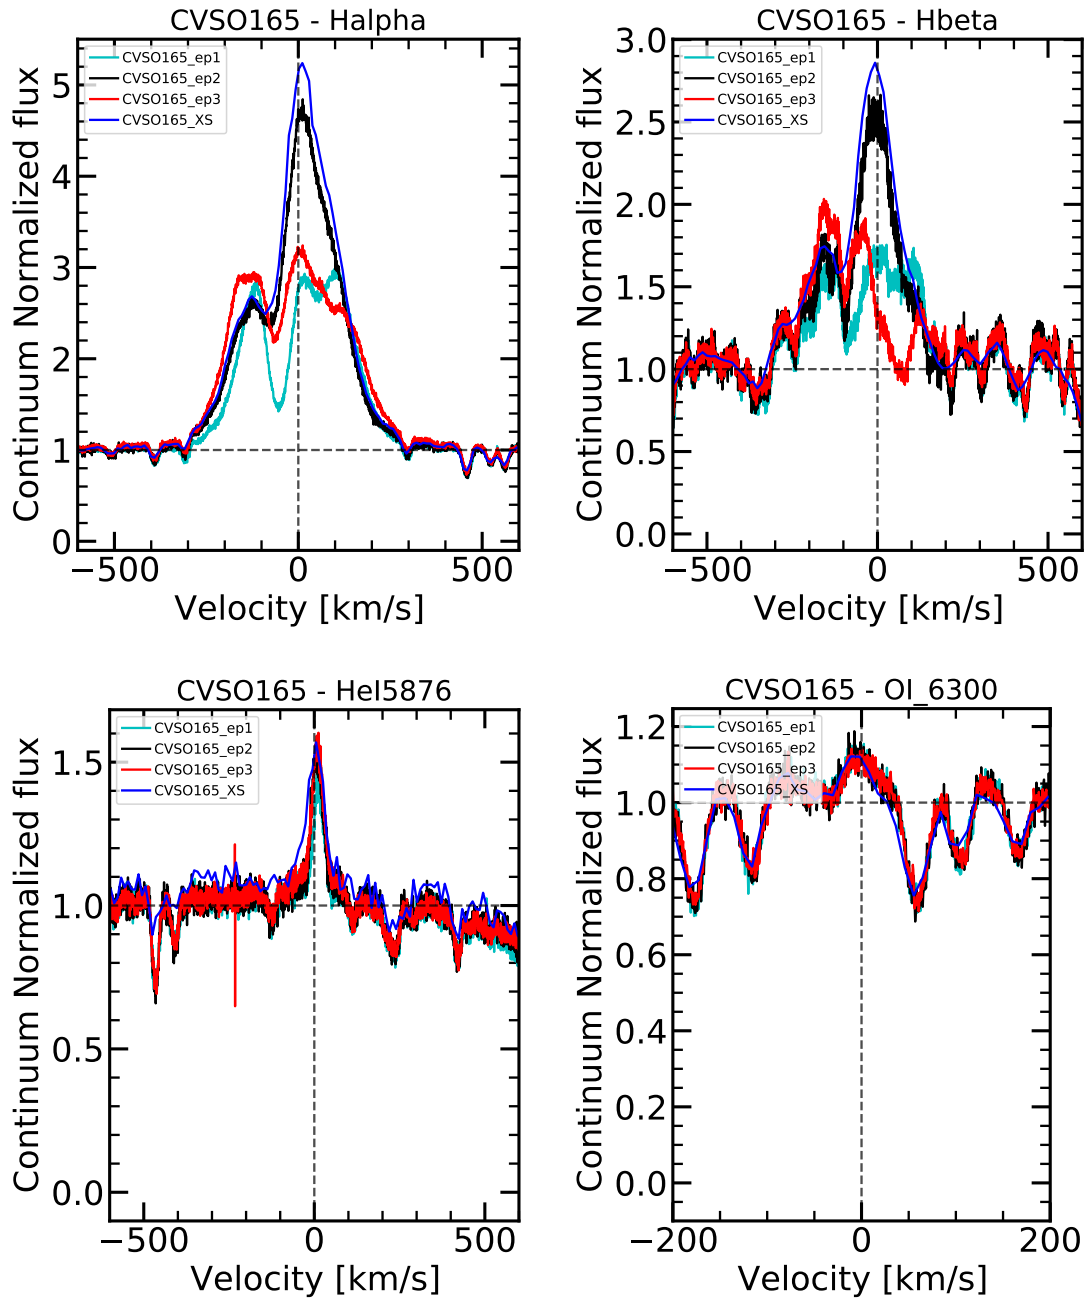 CVSO165 - Halpha
CVSO165_ep1
CVSO165_ep2
CVSO165_ep3
CVSO165_XS
Continuum Normalized flux
5
4
3
2
1
0
−500 0 500
Velocity [km/s]
CVSO165 - Hbeta
CVSO165_ep1
CVSO165_ep2
CVSO165_ep3
CVSO165_XS
Continuum Normalized flux
3.0
2.5
2.0
1.5
1.0
0.5
0.0
−500 0 500
Velocity [km/s]
CVSO165 - HeI5876
CVSO165_ep1
CVSO165_ep2
CVSO165_ep3
CVSO165_XS
Continuum Normalized flux
1.5
1.0
0.5
0.0
−500 0 500
Velocity [km/s]
CVSO165 - OI_6300
CVSO165_ep1
CVSO165_ep2
CVSO165_ep3
CVSO165_XS
Continuum Normalized flux
1.2
1.0
0.8
0.6
0.4
0.2
0.0
−200 0 200
Velocity [km/s]